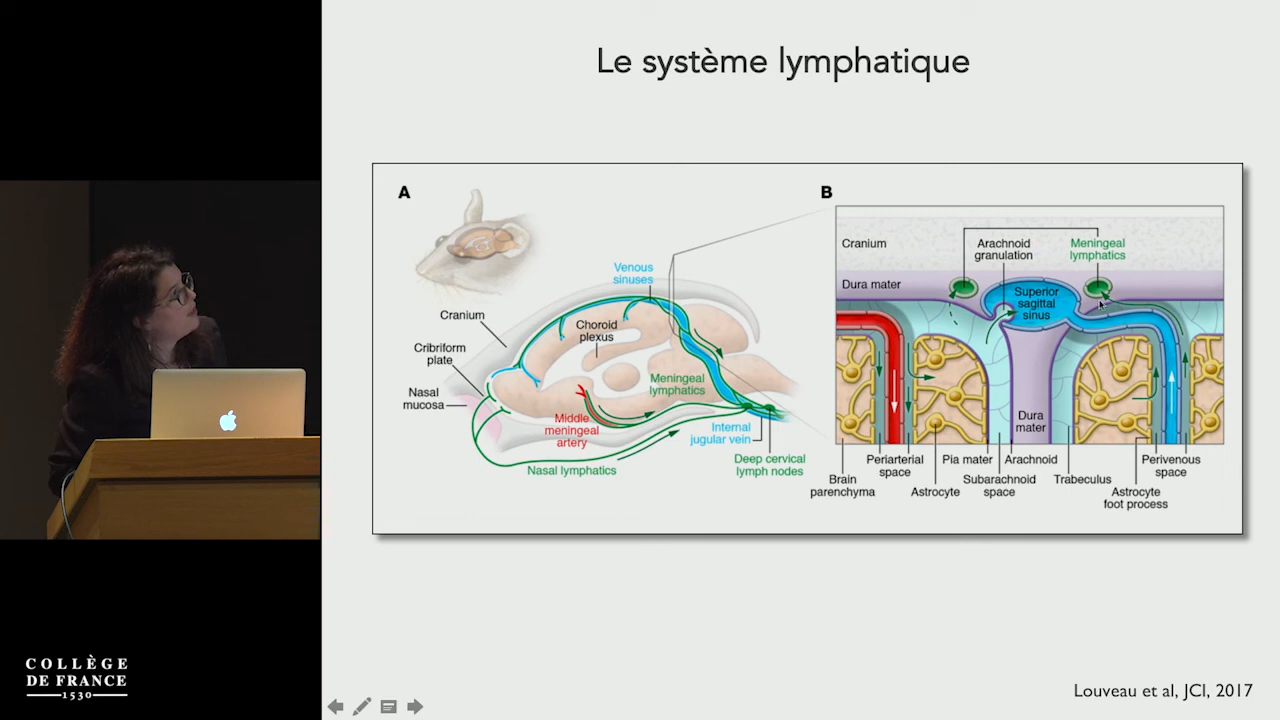 Le système lymphatique
A
Venous
sinuses
Cranium
Choroid
plexus
Cribriform
plate
Nasal
mucosa
Meningeal
lymphatics
Middle
meningeal
artery
Internal
jugular vein
Nasal lymphatics
Deep cervical
lymph nodes
B
Cranium
Arachnoid
granulation
Meningeal
lymphatics
Dura mater
Superior
sagittal
sinus
Dura
mater
Brain
parenchyma
Periarterial
space
Astrocyte
Pia mater
Subarachnoid
space
Arachnoid
Trabeculus
Astrocyte
foot process
Perivenous
space
COLLÈGE
DE FRANCE
1530
Louveau et al, JCI, 2017